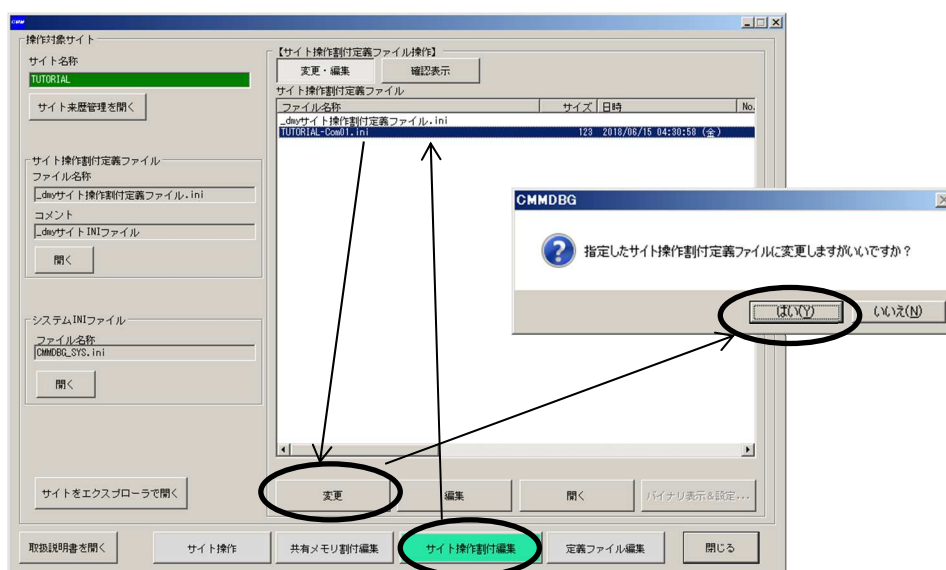 CMM
操作対象サイト
サイト名称
TUTORIAL
サイト来歴管理を開く
サイト操作割付定義ファイル
ファイル名称
_dmyサイト操作割付定義ファイル.ini
コメント
_dmyサイトINIファイル
開く
システムINIファイル
ファイル名称
CMMDBG_SYS.ini
開く
サイトをエクスプローラで開く
【サイト操作割付定義ファイル操作】
変更・編集 確認表示
サイト操作割付定義ファイル
ファイル名称 サイズ 日時 No.
_dmyサイト操作割付定義ファイル.ini
TUTORIAL-Com01.ini 123 2018/06/15 04:30:58 (金)
変更 編集 開く バイナリ表示&設定...
CMMDBG
指定したサイト操作割付定義ファイルに変更しますがいいですか？
はい(Y) いいえ(N)
取扱説明書を開く サイト操作 共有メモリ割付編集 サイト操作割付編集 定義ファイル編集 閉じる